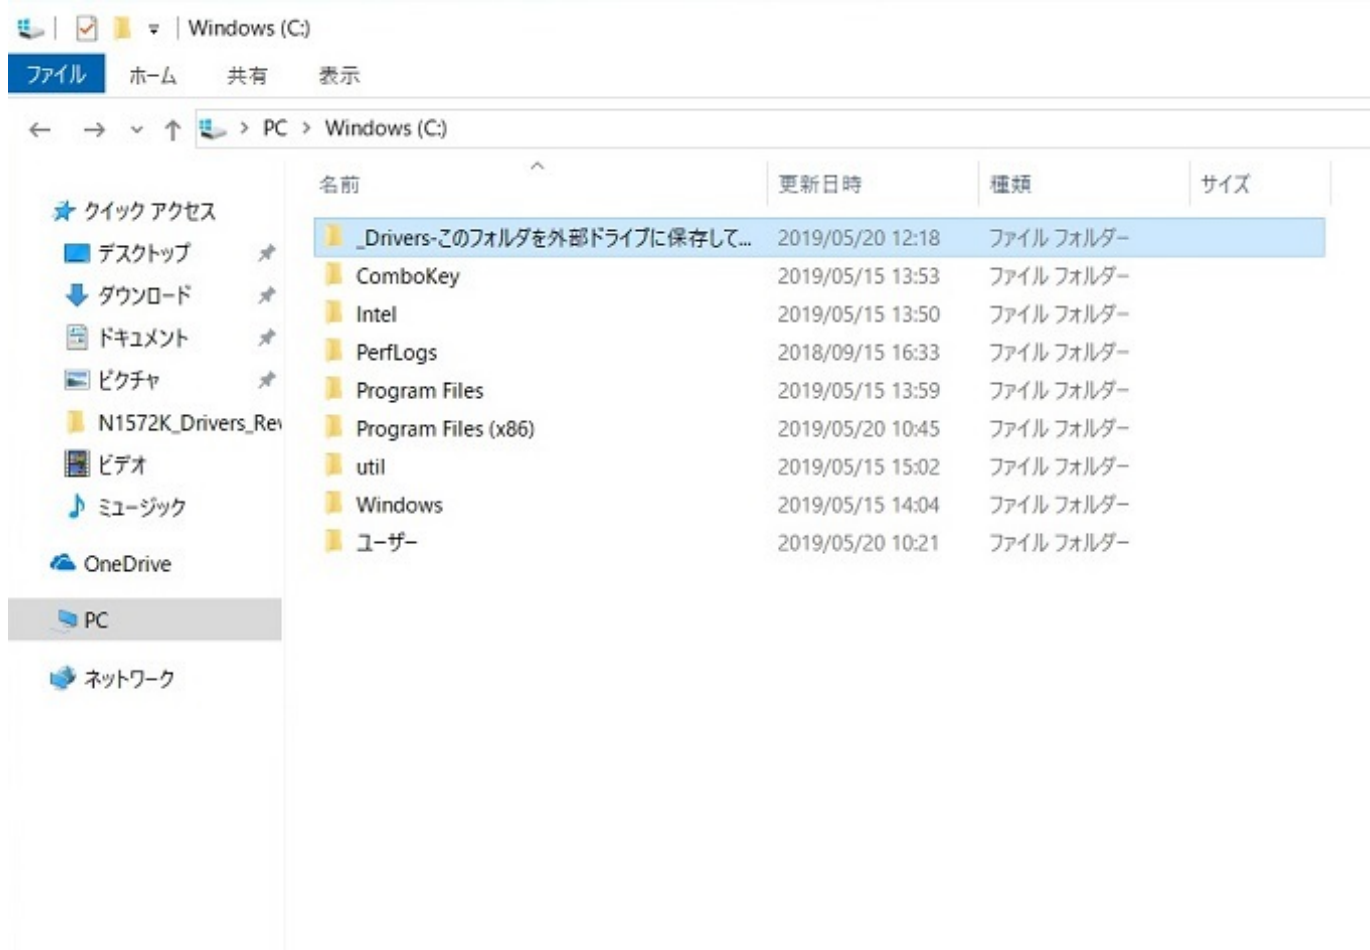 Windows (C:)
ファイル ホーム 共有 表示
PC > Windows (C:)
名前 更新日時 種類 サイズ
クイック アクセス
デスクトップ
ダウンロード
ドキュメント
ピクチャ
N1572K_Drivers_Rev
ビデオ
ミュージック
OneDrive
PC
ネットワーク
_Drivers-このフォルダを外部ドライブに保存して... 2019/05/20 12:18 ファイル フォルダー
ComboKey 2019/05/15 13:53 ファイル フォルダー
Intel 2019/05/15 13:50 ファイル フォルダー
PerfLogs 2018/09/15 16:33 ファイル フォルダー
Program Files 2019/05/15 13:59 ファイル フォルダー
Program Files (x86) 2019/05/20 10:45 ファイル フォルダー
util 2019/05/15 15:02 ファイル フォルダー
Windows 2019/05/15 14:04 ファイル フォルダー
ユーザー 2019/05/20 10:21 ファイル フォルダー